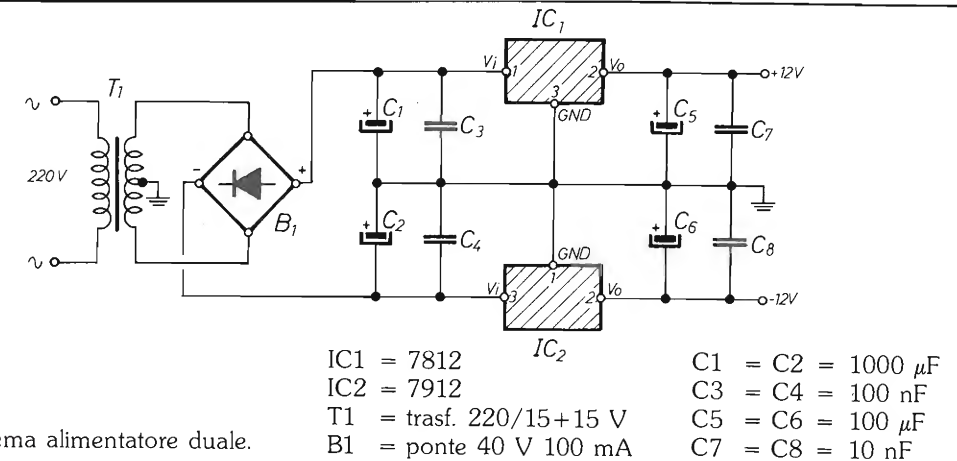 IC1
Vi
1
2
Vo
3
GND
+12V
T1
~
220 V
~
-
+
B1
+
C1
C3
+
C5
C7
+
C2
C4
+
C6
C8
GND
1
Vi
3
2
Vo
-12V
IC2
IC1 = 7812
IC2 = 7912
T1 = trasf. 220/15+15 V
B1 = ponte 40 V 100 mA
C1 = C2 = 1000 µF
C3 = C4 = 100 nF
C5 = C6 = 100 µF
C7 = C8 = 10 nF
ema alimentatore duale.